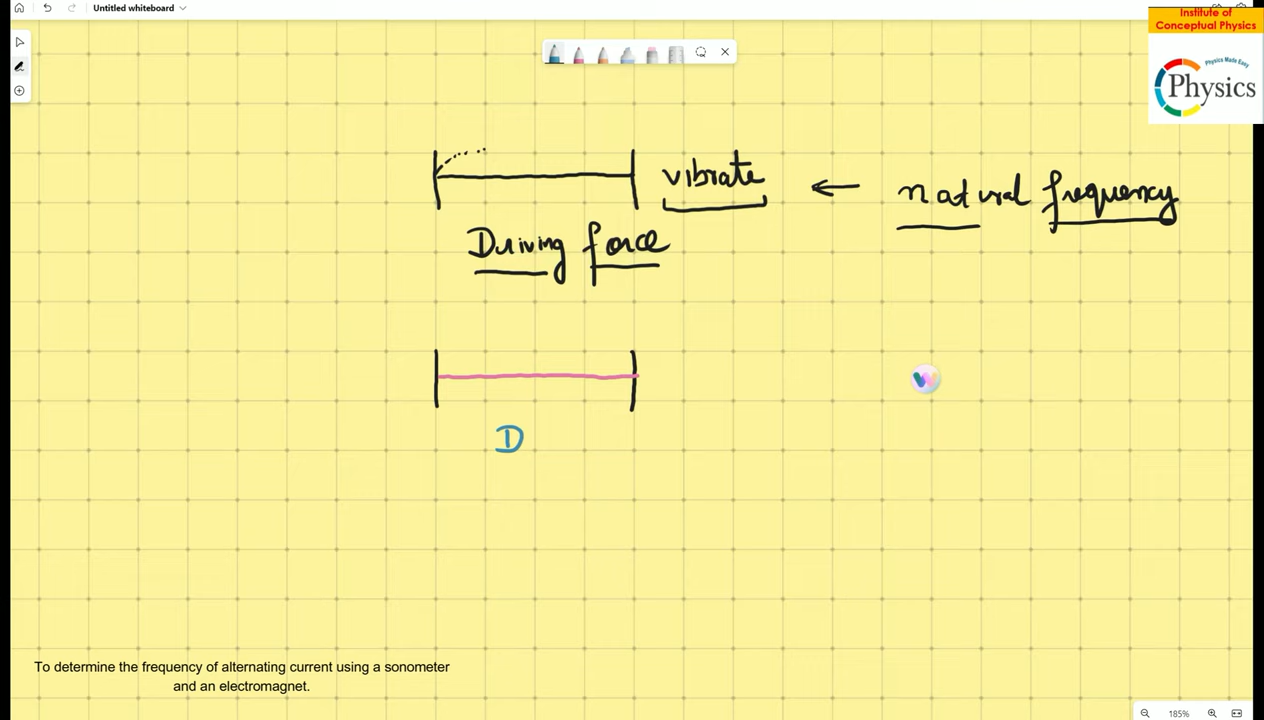 Untitled whiteboard
Institute of
Conceptual Physics
Physics Made Easy
Physics
vibrate ← natural frequency
Driving force
D
To determine the frequency of alternating current using a sonometer
and an electromagnet.
185%